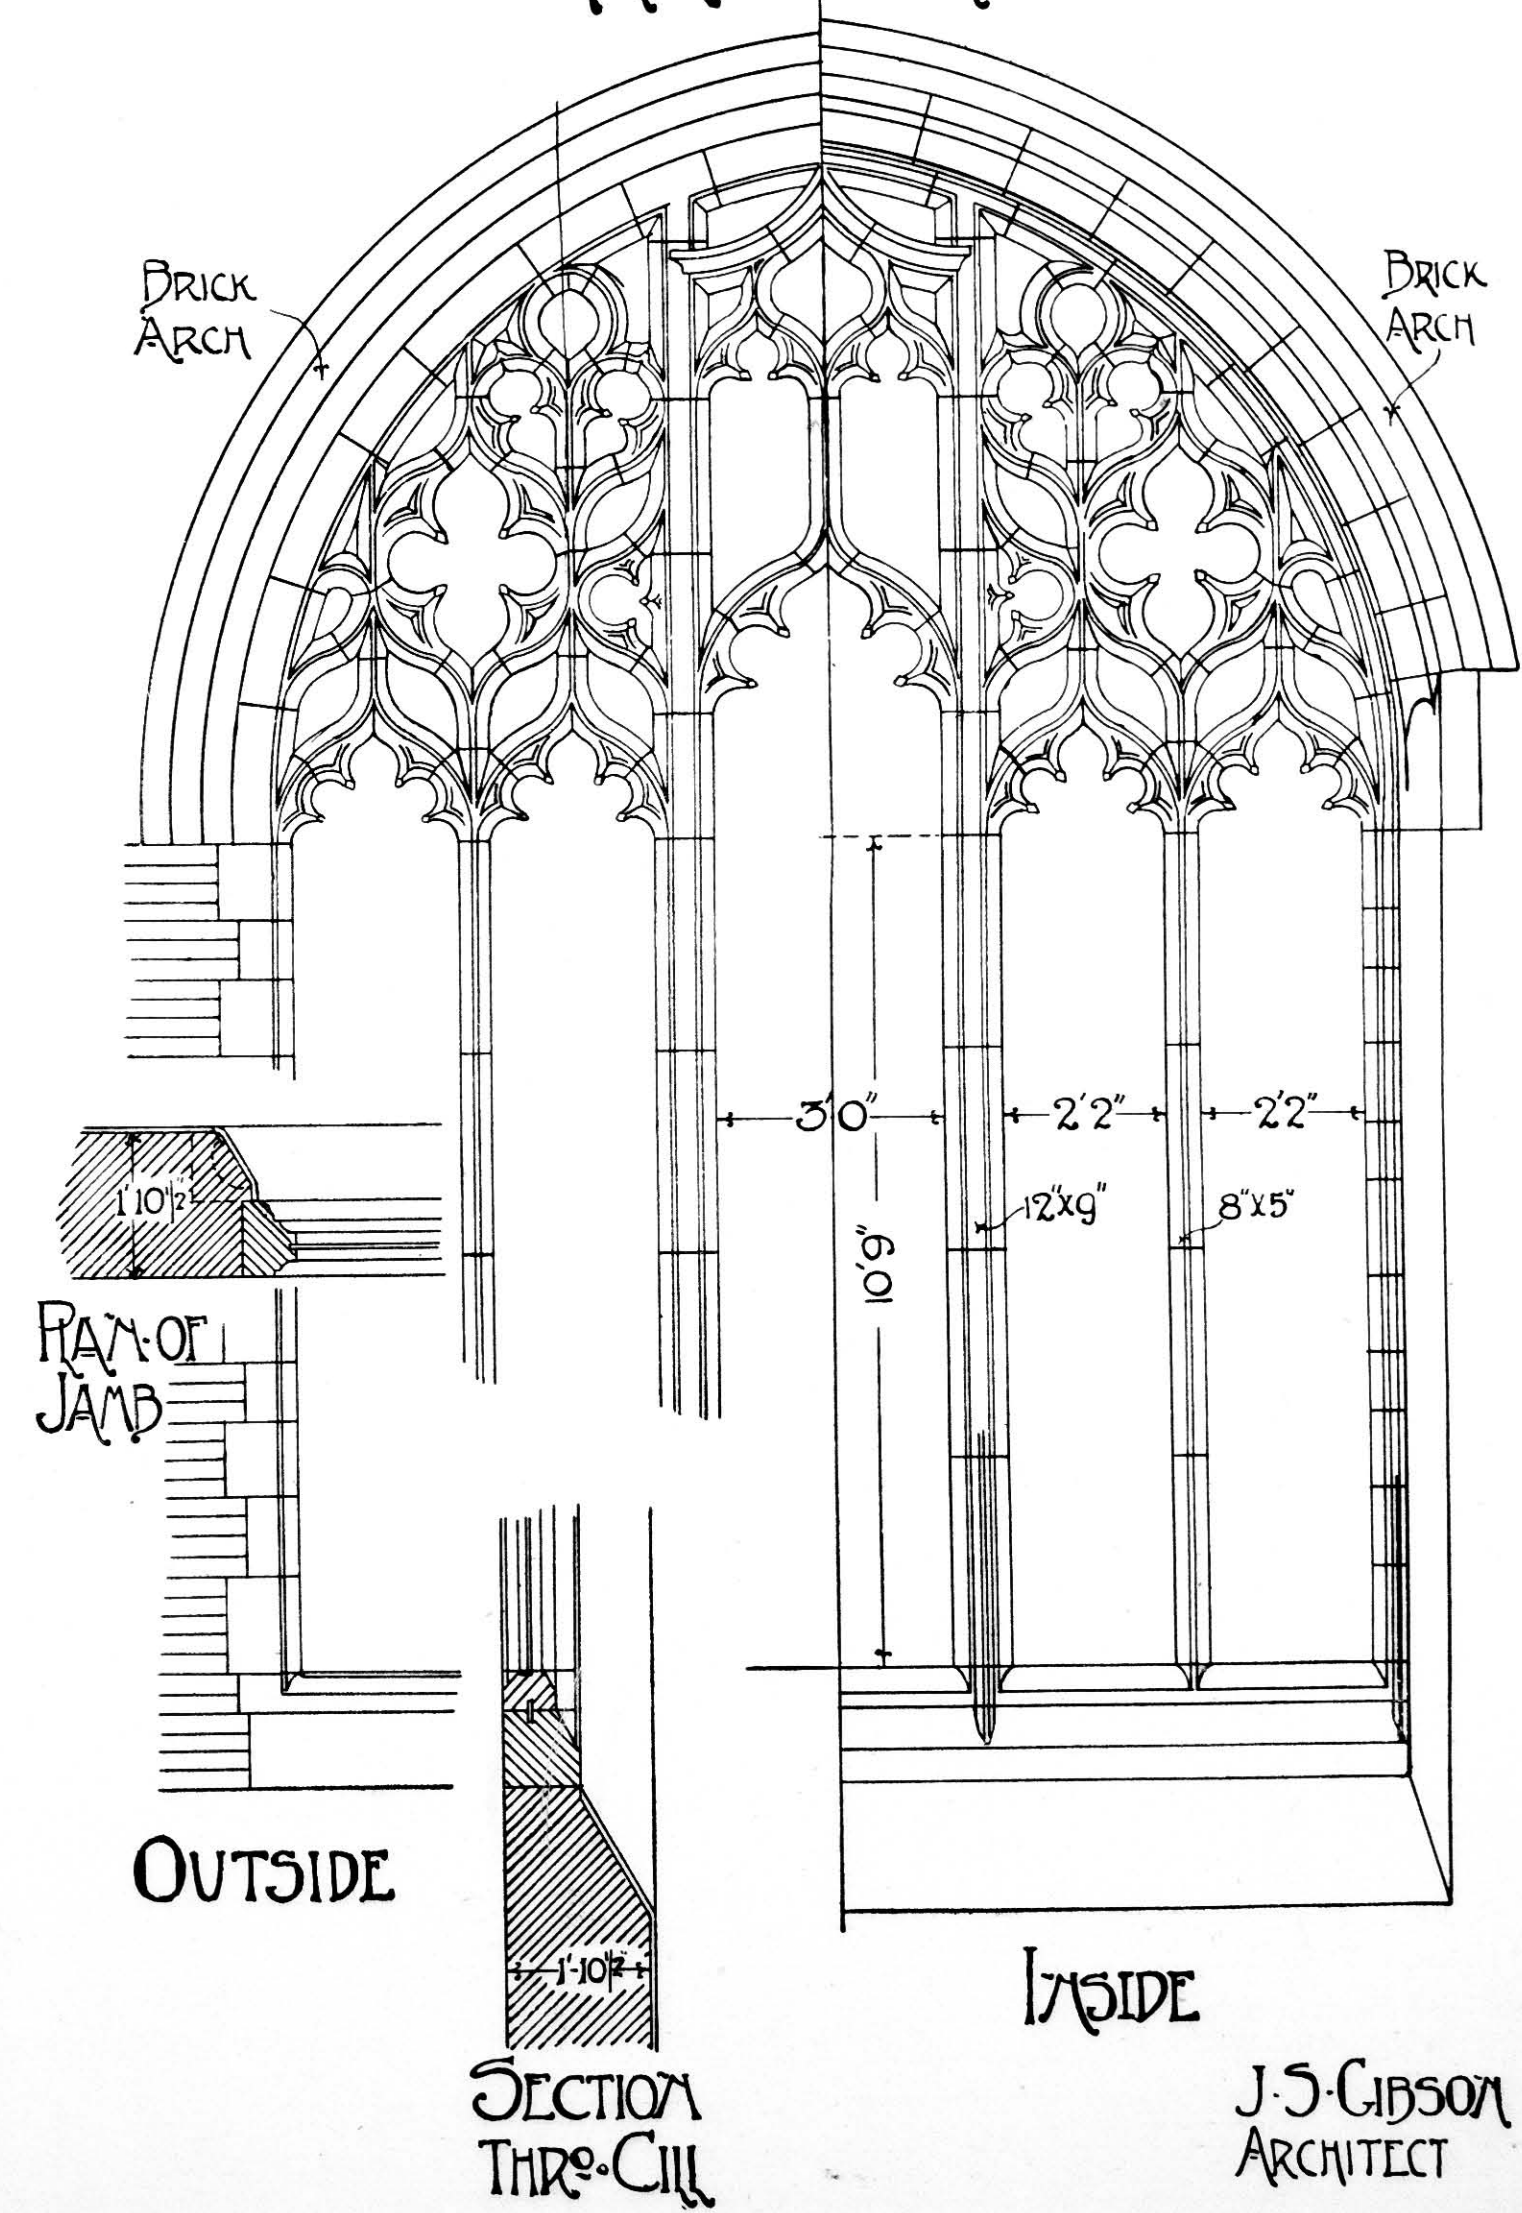 BRICK
ARCH
BRICK
ARCH
3'0"
2'2"
2'2"
1'10½"
12"X9"
8"X5"
10'9"
PLAN·OF
JAMB
OUTSIDE
1'-10½"
INSIDE
SECTION
THRO·CILL
J·S·GIBSON
ARCHITECT